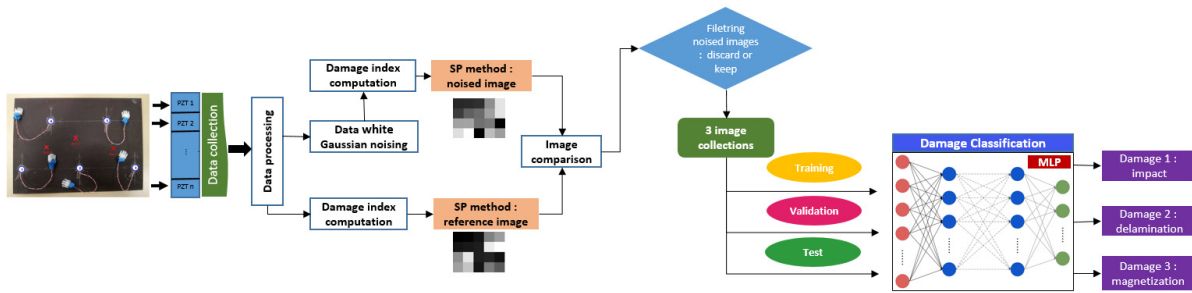 PZT 1
PZT 2
⋮
PZT n
Data collection
Data processing
Damage index
computation
Data white
Gaussian noising
SP method :
noised image
Damage index
computation
SP method :
reference image
Image
comparison
Filetring
noised images
: discard or
keep
3 image
collections
Training
Validation
Test
Damage Classification
MLP
Damage 1 :
impact
Damage 2 :
delamination
Damage 3 :
magnetization